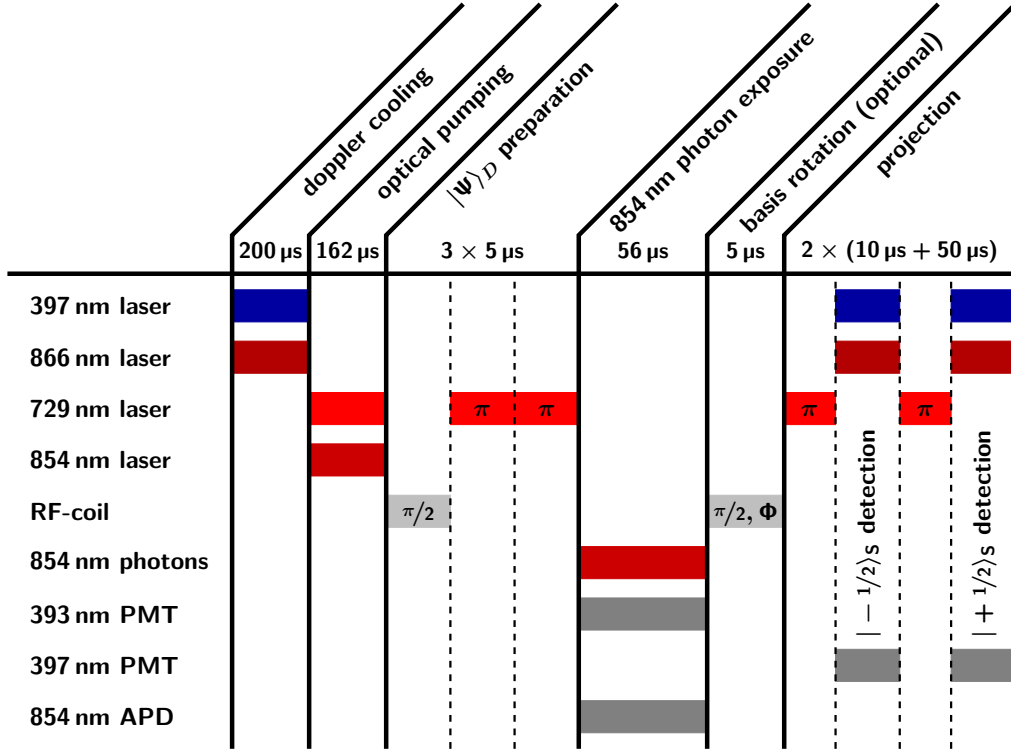 doppler cooling
optical pumping
|Ψ⟩D preparation
854 nm photon exposure
basis rotation (optional)
projection
200 µs 162 µs 3 × 5 µs 56 µs 5 µs 2 × (10 µs + 50 µs)
397 nm laser
866 nm laser
729 nm laser π π π π
854 nm laser
RF-coil π/2 π/2, Φ
854 nm photons
393 nm PMT
397 nm PMT
854 nm APD
|− 1/2⟩S detection
|+ 1/2⟩S detection